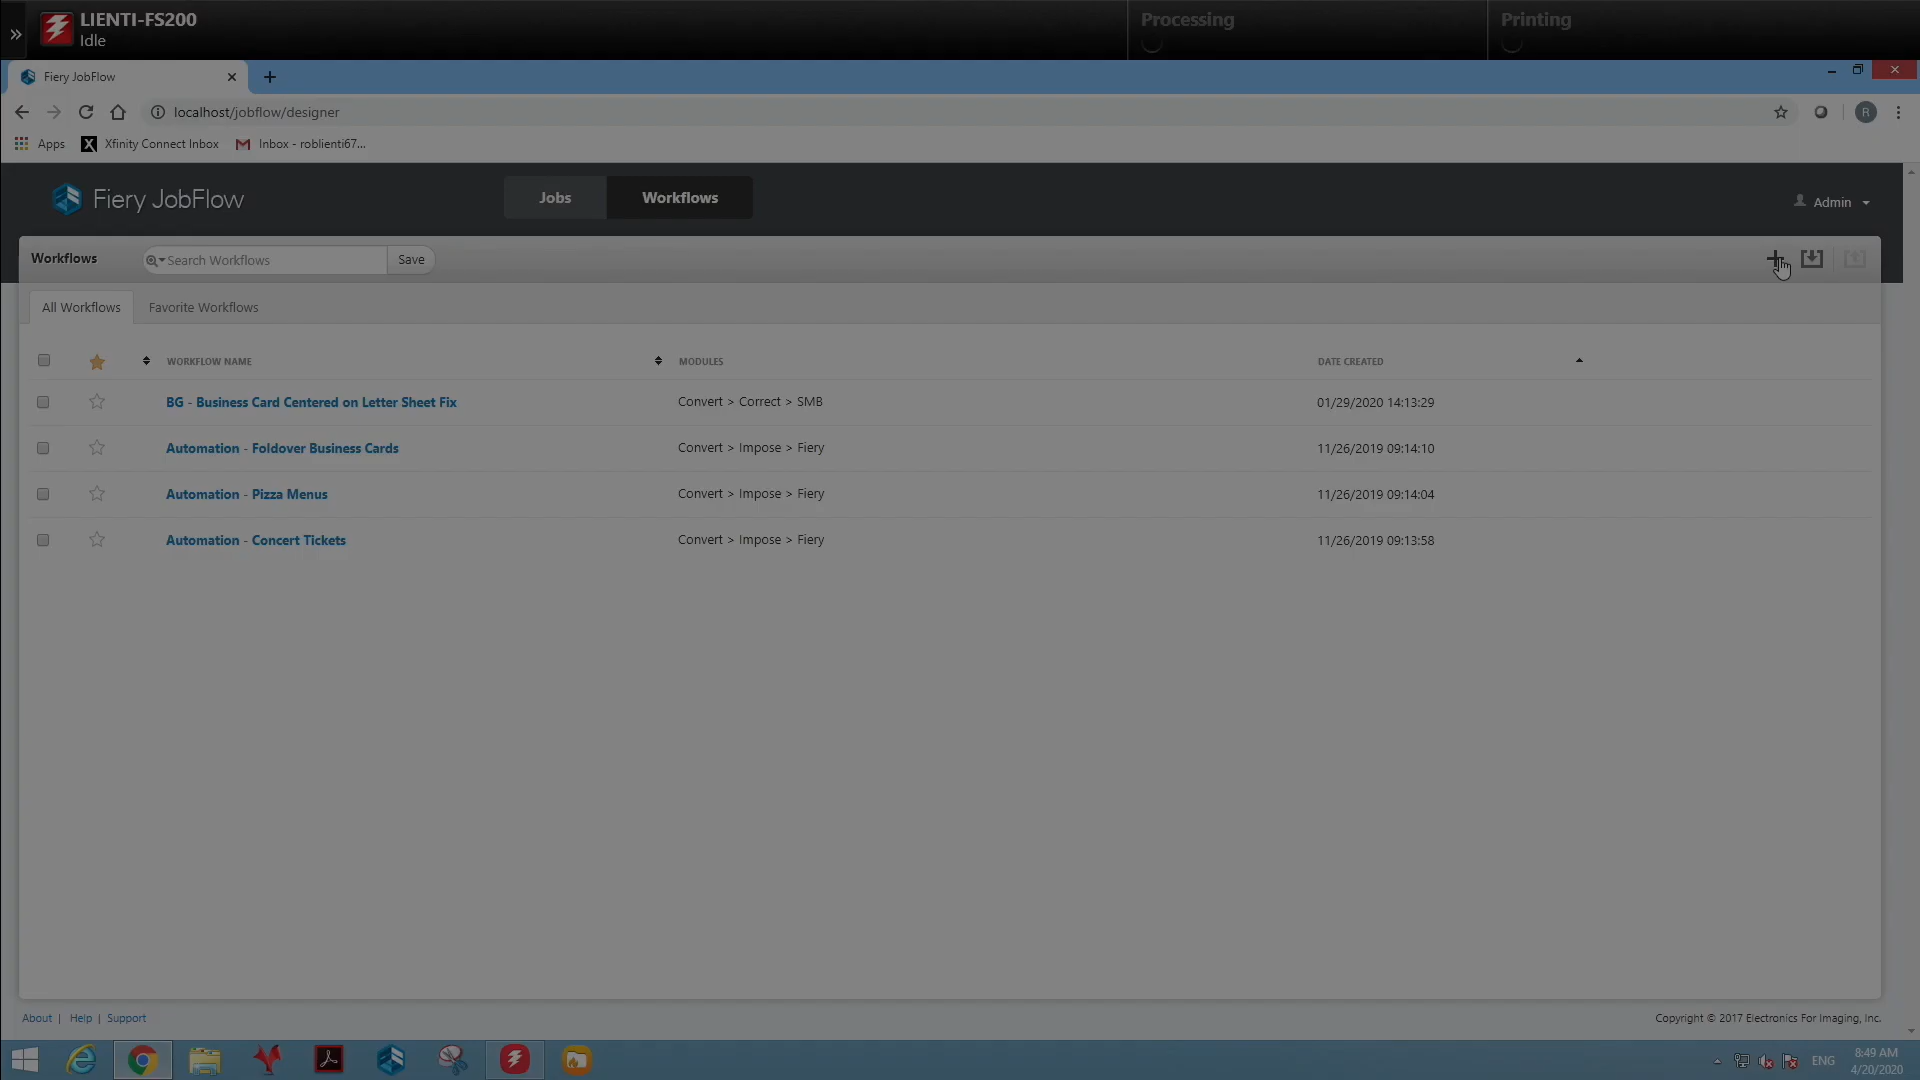 LIENTI-FS200
Idle
Processing
Printing
Fiery JobFlow
localhost/jobflow/designer
R
Apps
X
Xfinity Connect Inbox
Inbox - roblienti67...
Fiery JobFlow
Jobs
Workflows
Admin
Workflows
Search Workflows
Save
All Workflows
Favorite Workflows
WORKFLOW NAME
MODULES
DATE CREATED
BG - Business Card Centered on Letter Sheet Fix
Convert > Correct > SMB
01/29/2020 14:13:29
Automation - Foldover Business Cards
Convert > Impose > Fiery
11/26/2019 09:14:10
Automation - Pizza Menus
Convert > Impose > Fiery
11/26/2019 09:14:04
Automation - Concert Tickets
Convert > Impose > Fiery
11/26/2019 09:13:58
About | Help | Support
Copyright © 2017 Electronics For Imaging, Inc.
ENG
8:49 AM
4/20/2020